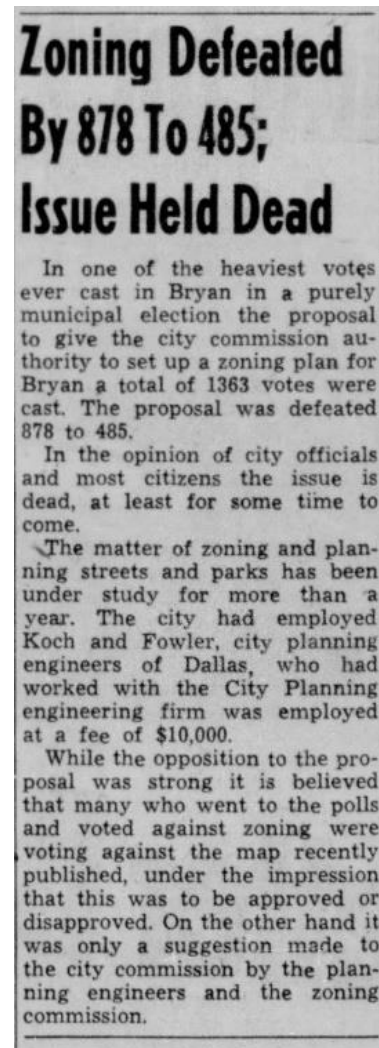 Zoning Defeated
By 878 To 485;
Issue Held Dead
In one of the heaviest votes
ever cast in Bryan in a purely
municipal election the proposal
to give the city commission au-
thority to set up a zoning plan for
Bryan a total of 1363 votes were
cast. The proposal was defeated
878 to 485.
In the opinion of city officials
and most citizens the issue is
dead, at least for some time to
come.
The matter of zoning and plan-
ning streets and parks has been
under study for more than a
year. The city had employed
Koch and Fowler, city planning
engineers of Dallas, who had
worked with the City Planning
engineering firm was employed
at a fee of $10,000.
While the opposition to the pro-
posal was strong it is believed
that many who went to the polls
and voted against zoning were
voting against the map recently
published, under the impression
that this was to be approved or
disapproved. On the other hand it
was only a suggestion made to
the city commission by the plan-
ning engineers and the zoning
commission.